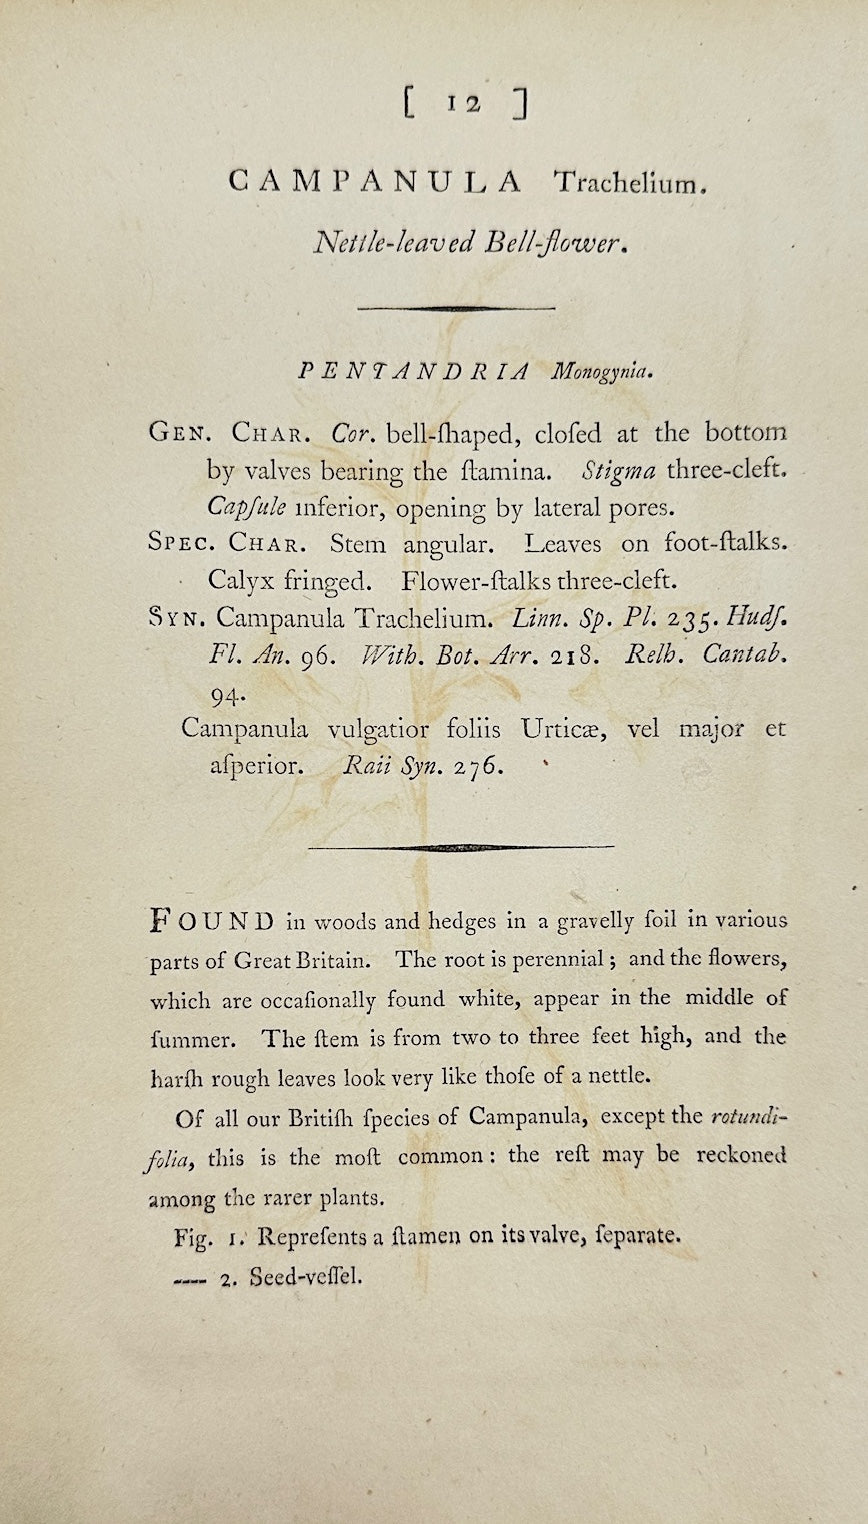 [ 12 ]
CAMPANULA Trachelium.
Nettle-leaved Bell-flower.
PENTANDRIA Monogynia.
GEN. CHAR. Cor. bell-ſhaped, cloſed at the bottom
by valves bearing the ſtamina. Stigma three-cleft.
Capſule inferior, opening by lateral pores.
SPEC. CHAR. Stem angular. Leaves on foot-ſtalks.
Calyx fringed. Flower-ſtalks three-cleft.
SYN. Campanula Trachelium. Linn. Sp. Pl. 235. Hudſ.
Fl. An. 96. With. Bot. Arr. 218. Relh. Cantab.
94.
Campanula vulgatior foliis Urticæ, vel major et
aſperior. Raii Syn. 276.
FOUND in woods and hedges in a gravelly ſoil in various
parts of Great Britain. The root is perennial; and the flowers,
which are occaſionally found white, appear in the middle of
ſummer. The ſtem is from two to three feet high, and the
harſh rough leaves look very like thoſe of a nettle.
Of all our Britiſh ſpecies of Campanula, except the rotundi-
folia, this is the moſt common: the reſt may be reckoned
among the rarer plants.
Fig. 1. Repreſents a ſtamen on its valve, ſeparate.
—— 2. Seed-veſſel.